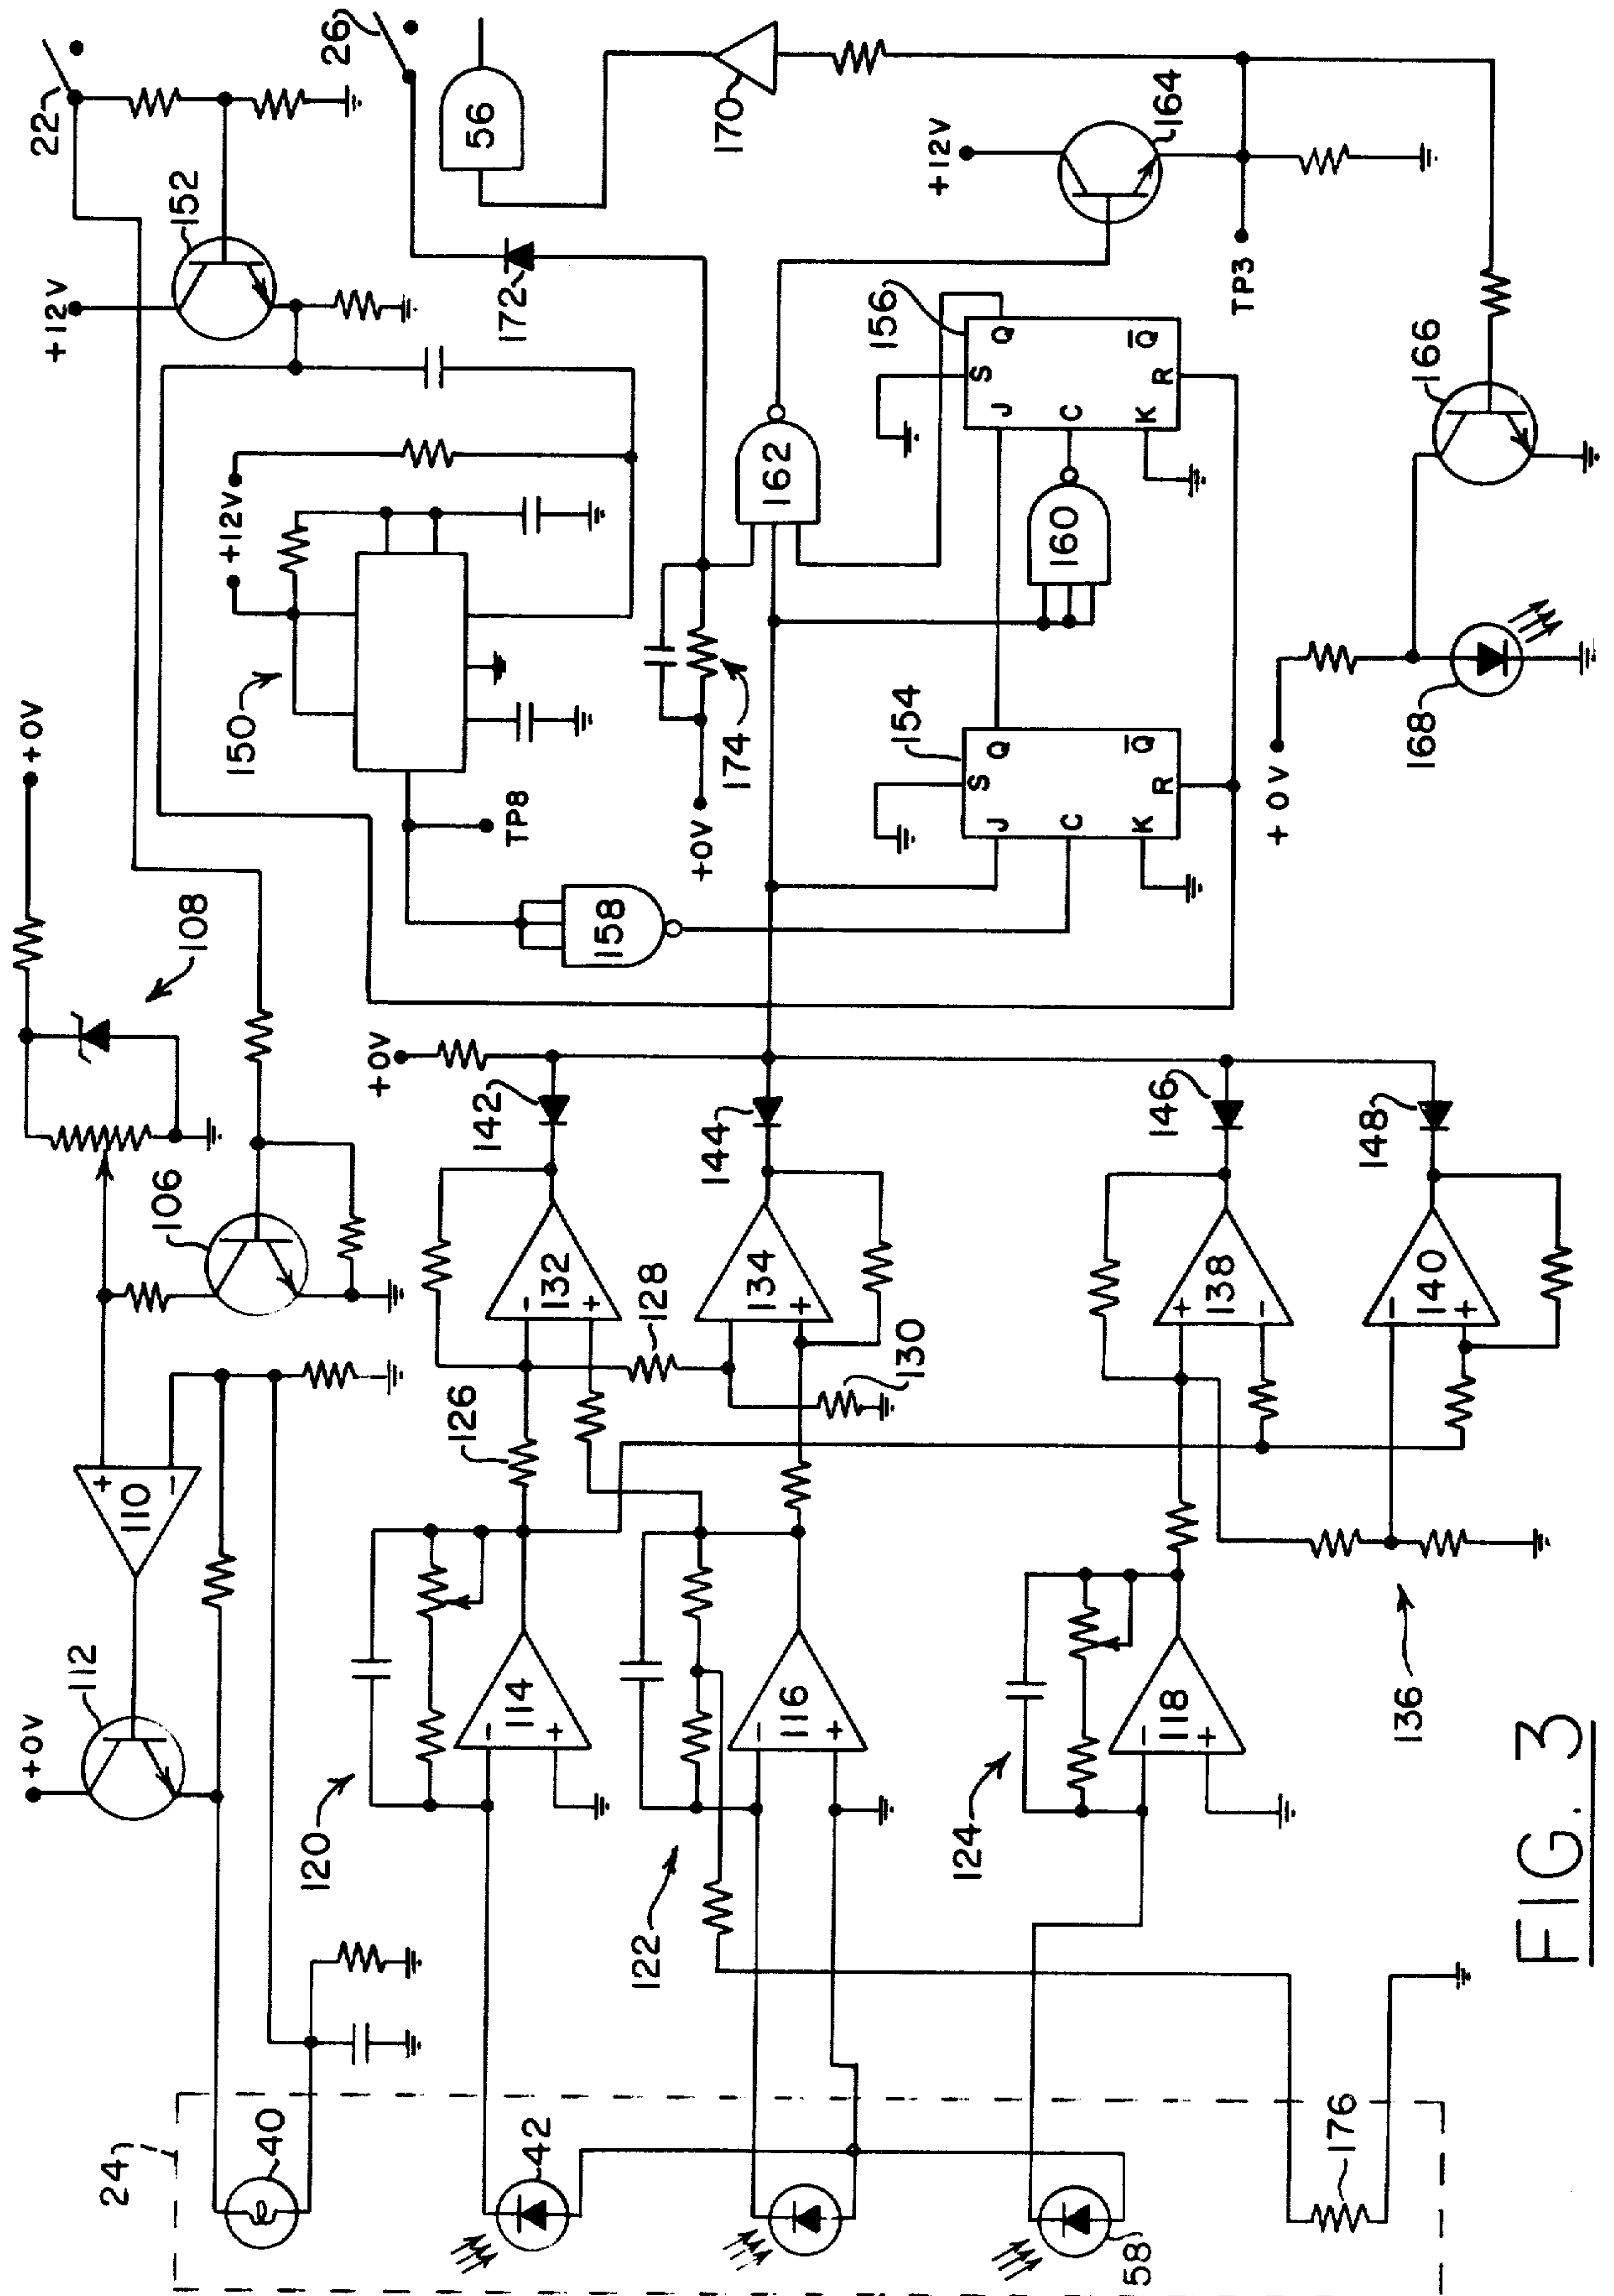 22
26
+12V
152
56
170
+12V
164
172
TP3
156
S
Q
J
C
K
R
Q̅
166
+12V
162
160
150
+0V
TP8
+0V
174
154
S
Q
J
C
K
R
Q̅
+0V
168
158
108
+0V
142
144
146
148
106
132
-
+
128
134
+
130
138
+
-
140
-
+
126
110
+
-
112
+0V
114
-
+
116
-
+
118
-
+
120
122
124
136
24
40
42
58
176
FIG. 3